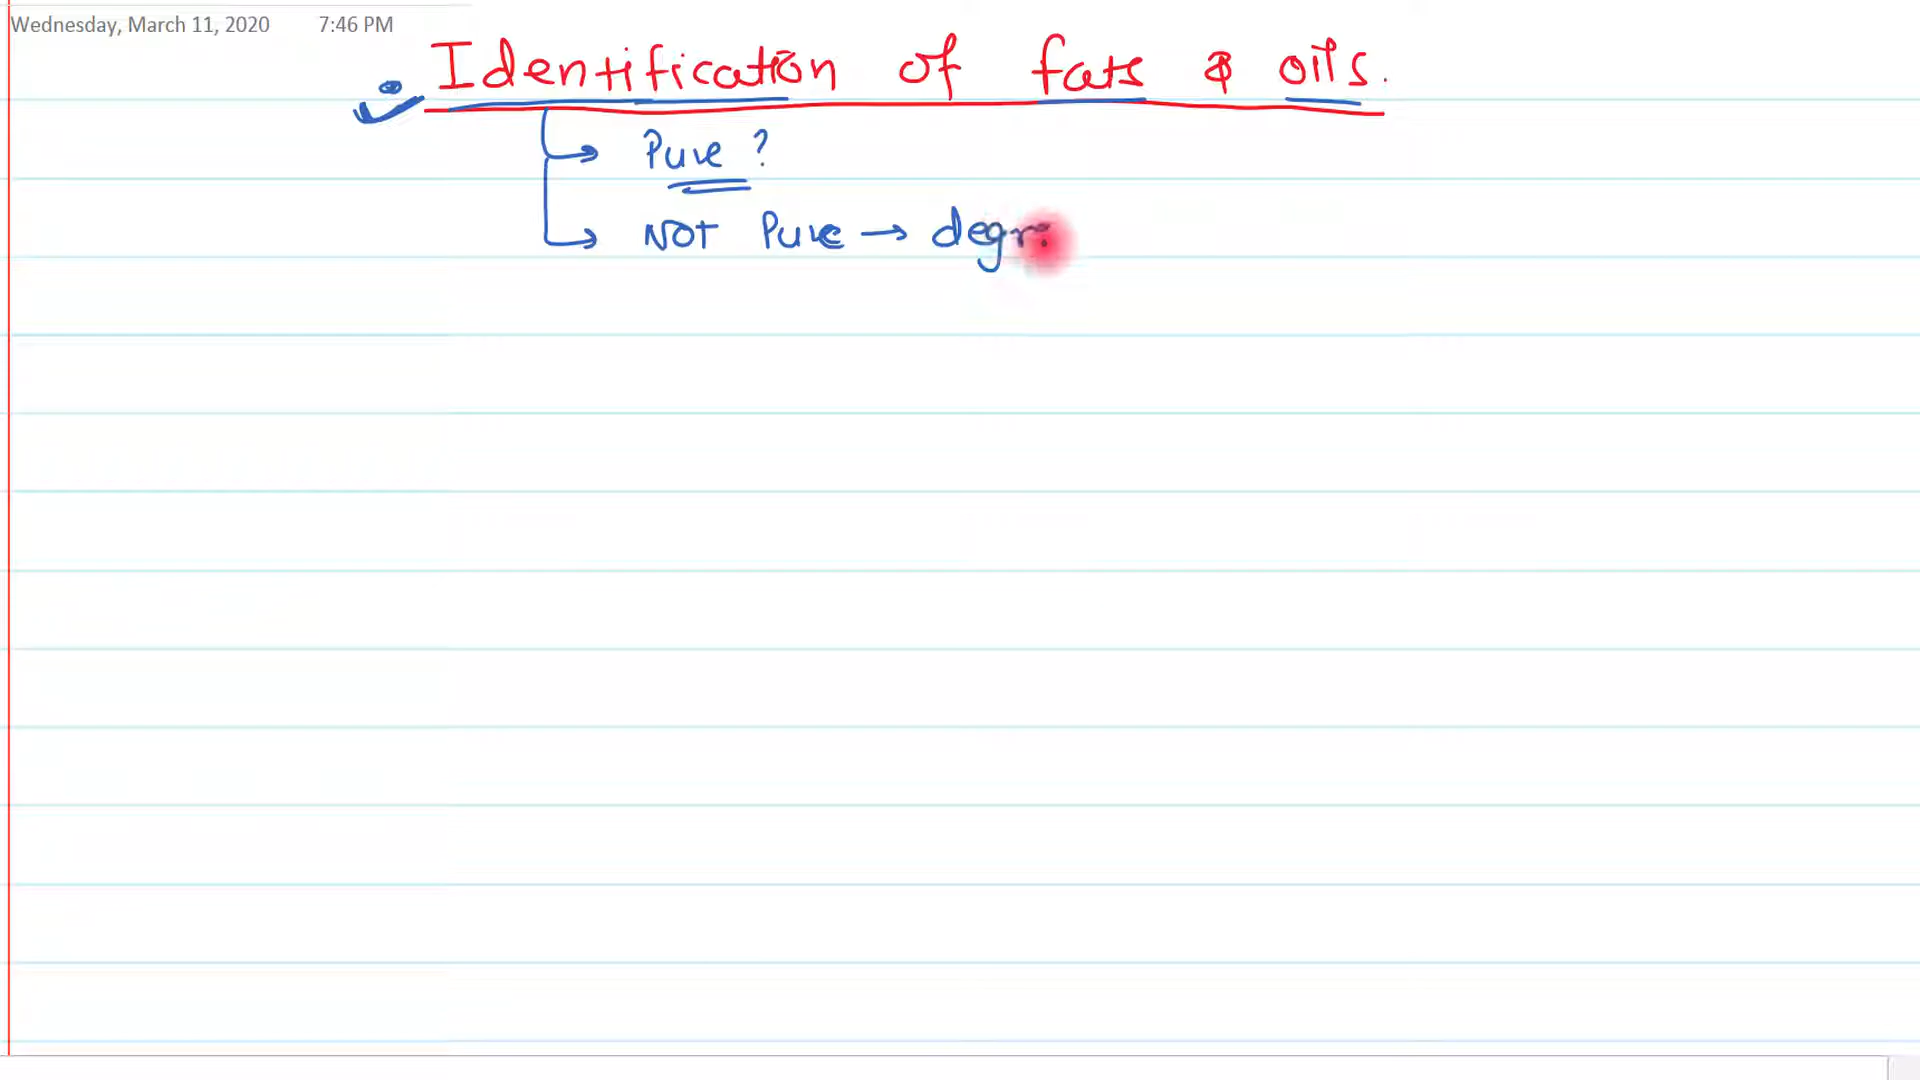 Wednesday, March 11, 2020 7:46 PM
Identification of fats & oils.
Pure ?
NOT Pure → degr